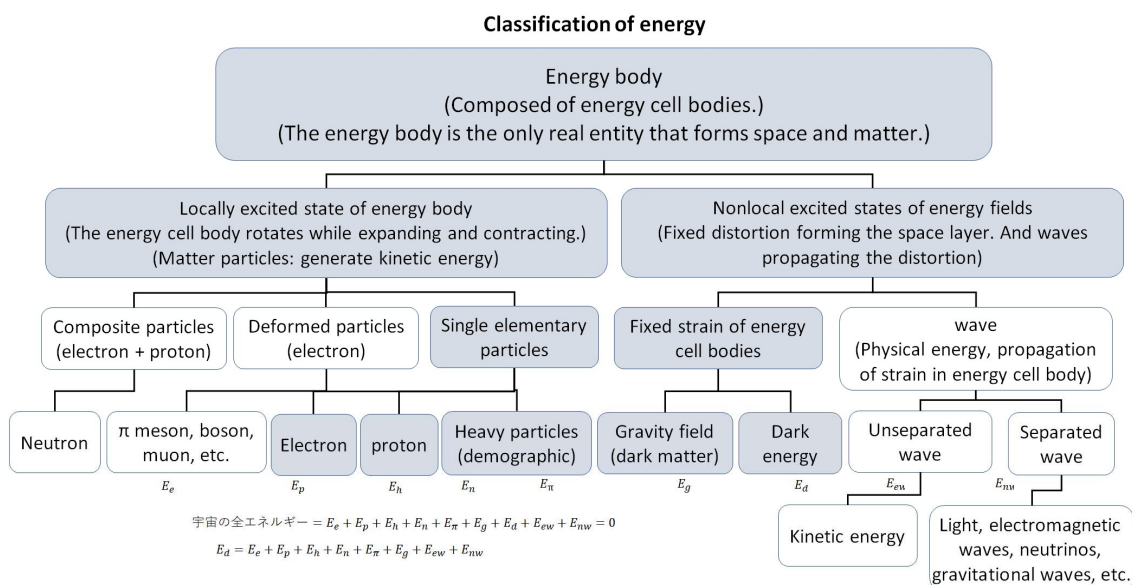 Classification of energy
Energy body
(Composed of energy cell bodies.)
(The energy body is the only real entity that forms space and matter.)
Locally excited state of energy body
(The energy cell body rotates while expanding and contracting.)
(Matter particles: generate kinetic energy)
Nonlocal excited states of energy fields
(Fixed distortion forming the space layer. And waves
propagating the distortion)
Composite particles
(electron + proton)
Deformed particles
(electron)
Single elementary
particles
Fixed strain of energy
cell bodies
wave
(Physical energy, propagation
of strain in energy cell body)
Neutron
π meson, boson,
muon, etc.
Electron
proton
Heavy particles
(demographic)
Gravity field
(dark matter)
Dark
energy
Unseparated
wave
Separated
wave
E_e
E_p
E_h
E_n
E_π
E_g
E_d
E_ew
E_nw
Kinetic energy
Light, electromagnetic
waves, neutrinos,
gravitational waves, etc.
宇宙の全エネルギー = E_e + E_p + E_h + E_n + E_π + E_g + E_d + E_ew + E_nw = 0
E_d = E_e + E_p + E_h + E_n + E_π + E_g + E_ew + E_nw